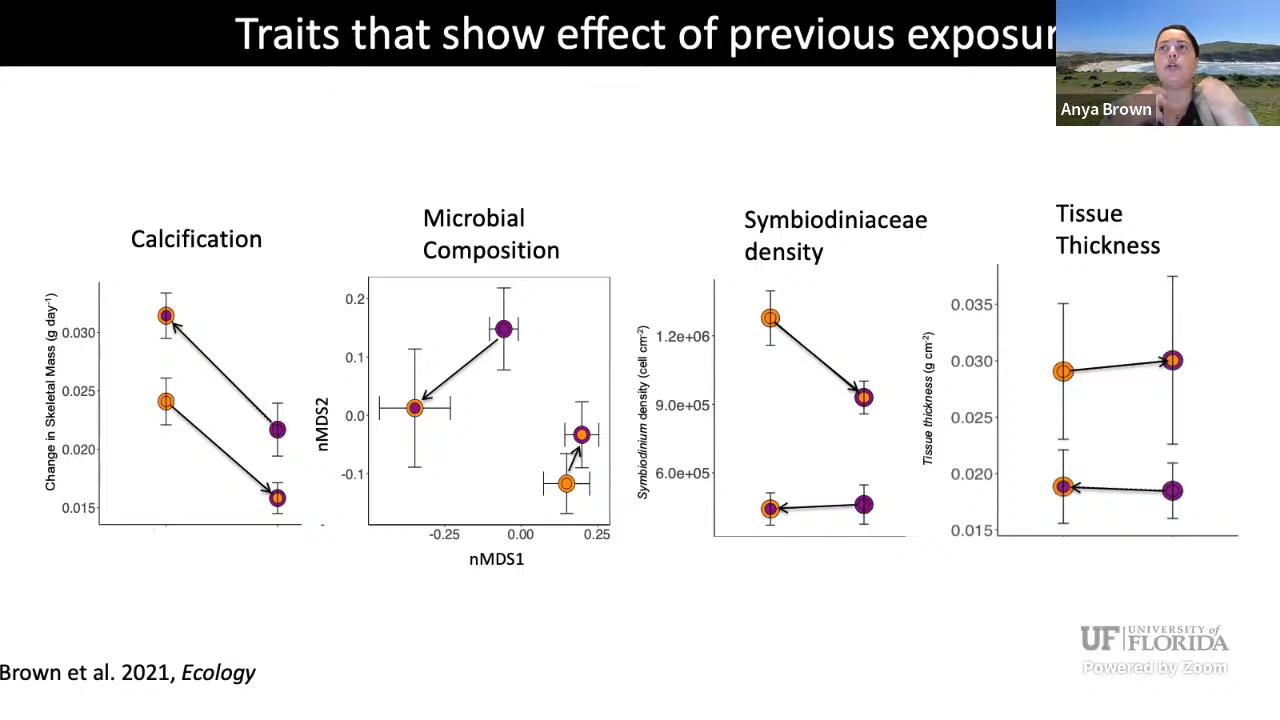 Traits that show effect of previous exposur
Anya Brown
Calcification
Change in Skeletal Mass (g day⁻¹)
0.030
0.025
0.020
0.015
Microbial
Composition
nMDS2
0.2
0.1
0.0
-0.1
-0.25
0.00
0.25
nMDS1
Symbiodiniaceae
density
Symbiodinium density (cell cm⁻²)
1.2e+06
9.0e+05
6.0e+05
Tissue
Thickness
Tissue thickness (g cm⁻²)
0.035
0.030
0.025
0.020
0.015
UF UNIVERSITY of
FLORIDA
Powered by Zoom
Brown et al. 2021, Ecology